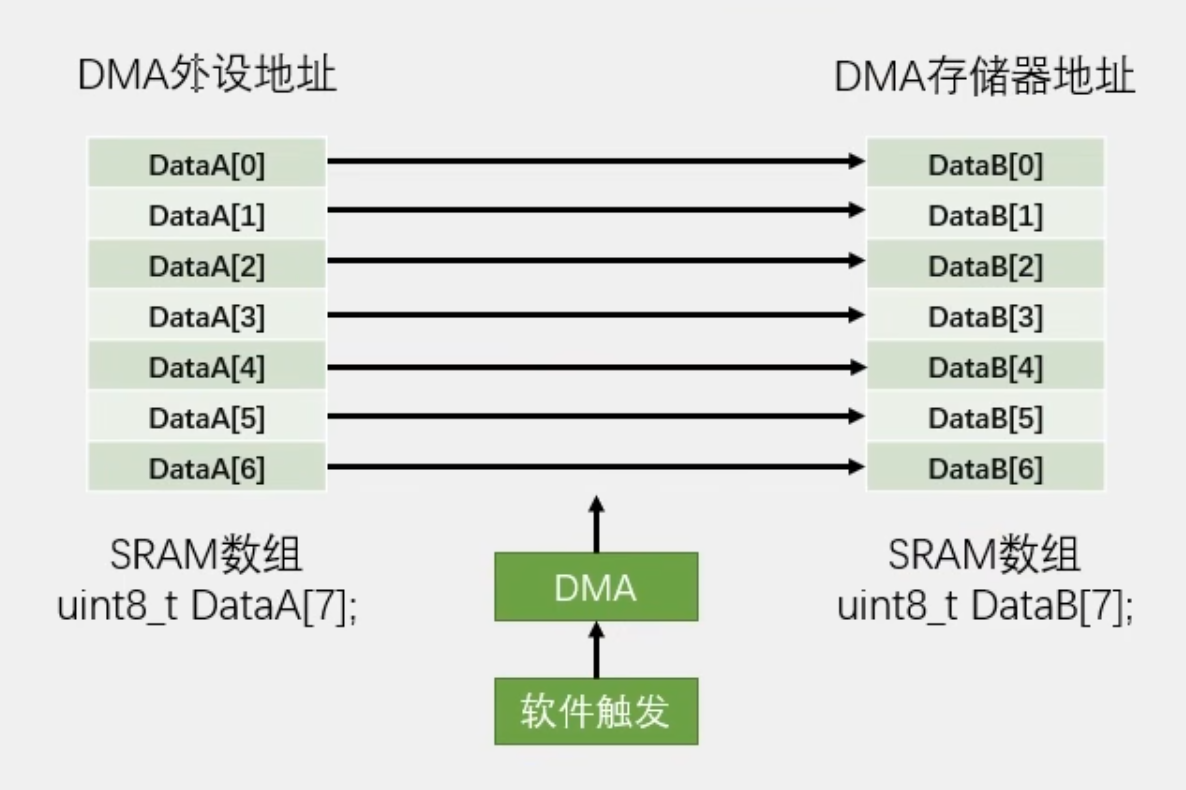 DMA外设地址
DMA存储器地址
DataA[0]
DataB[0]
DataA[1]
DataB[1]
DataA[2]
DataB[2]
DataA[3]
DataB[3]
DataA[4]
DataB[4]
DataA[5]
DataB[5]
DataA[6]
DataB[6]
SRAM数组
uint8_t DataA[7];
SRAM数组
uint8_t DataB[7];
DMA
软件触发